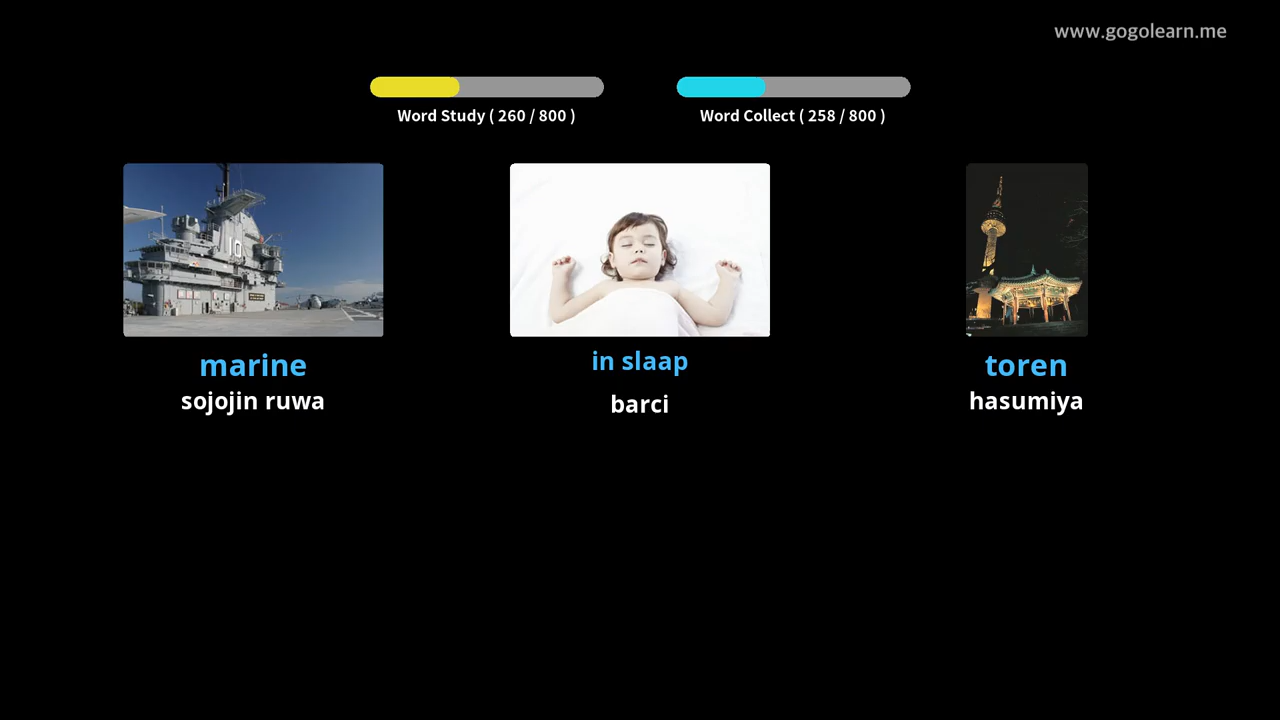 www.gogolearn.me
Word Study ( 260 / 800 )
Word Collect ( 258 / 800 )
10
marine
sojojin ruwa
in slaap
barci
toren
hasumiya